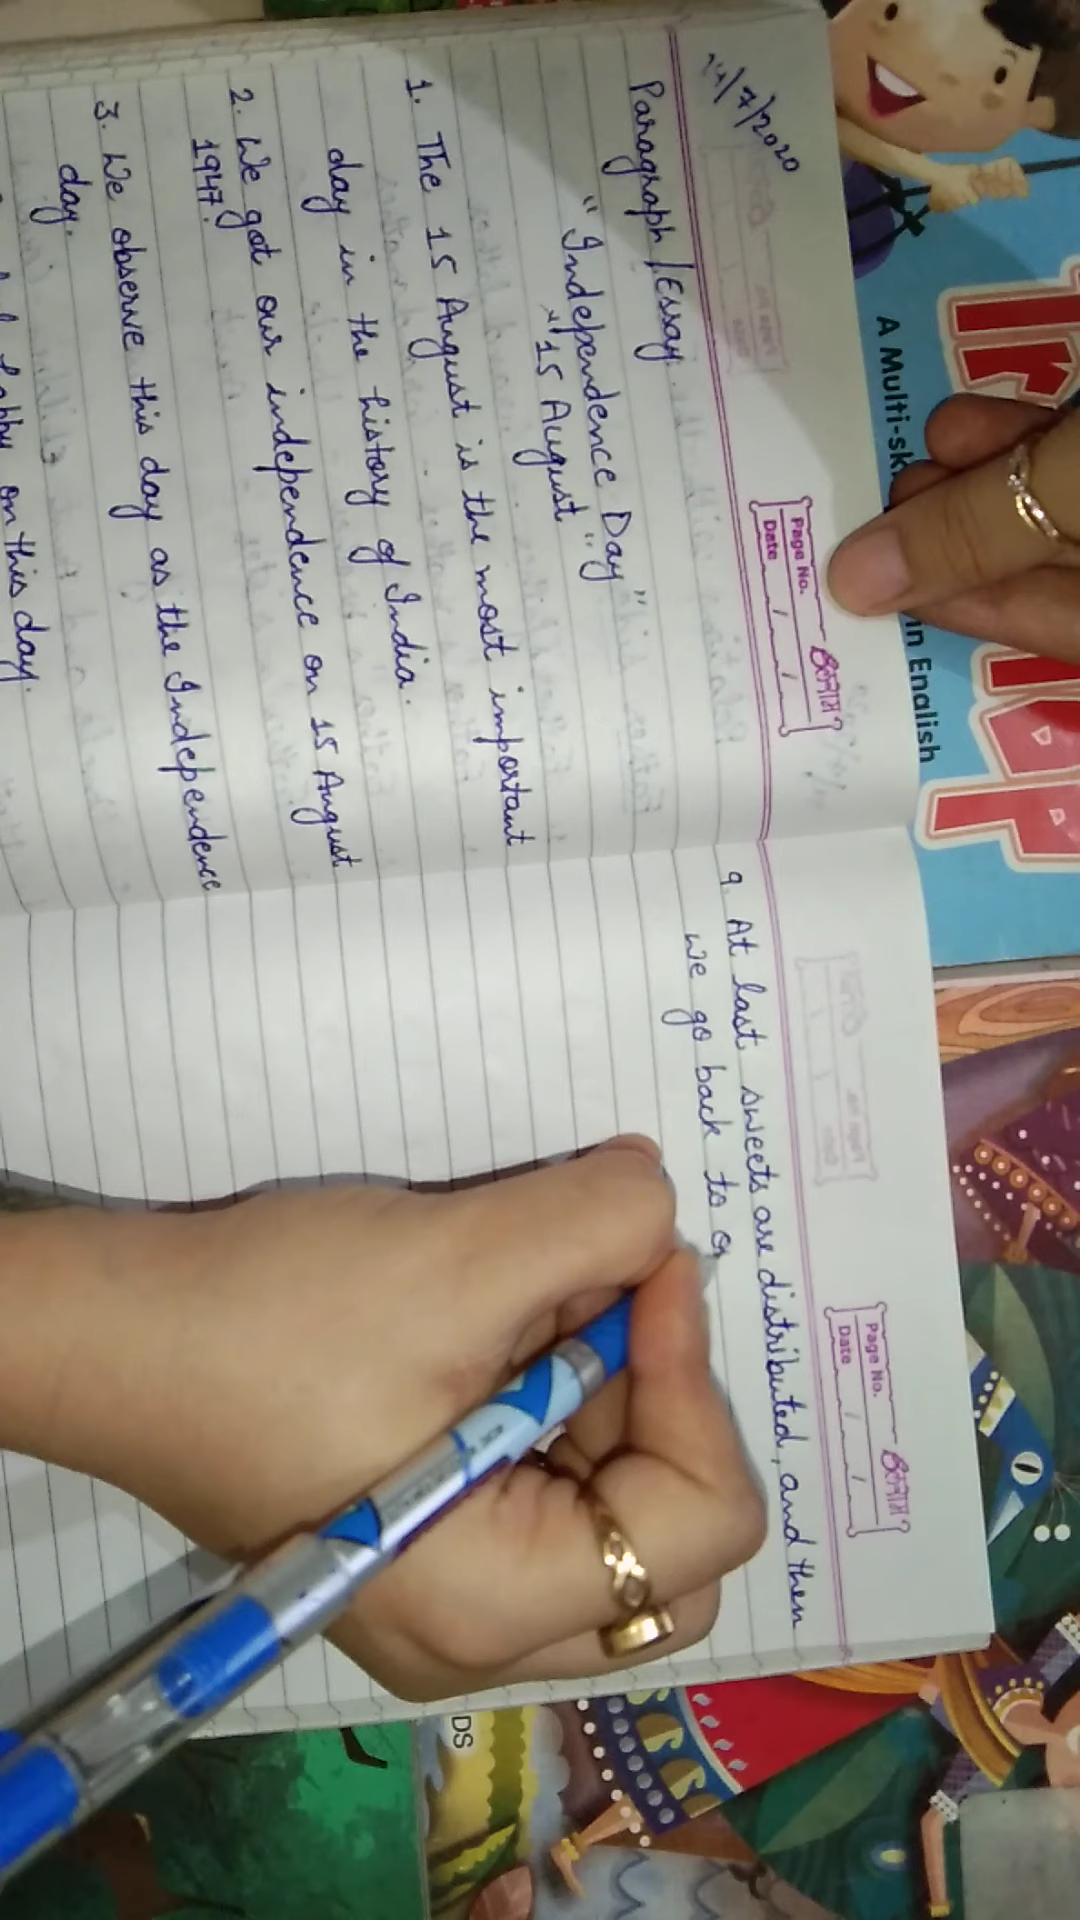 14/7/2020
Page No.
Date
Paragraph/Essay
"Independence Day"
"15 August"
1. The 15 August is the most important
day in the history of India.
2. We got our independence on 15 August
1947.
3. We observe this day as the Independence
day.
on this day.
Page No.
Date
9. At last sweets are distributed, and then
we go back to
A Multi-sk
in English
DS